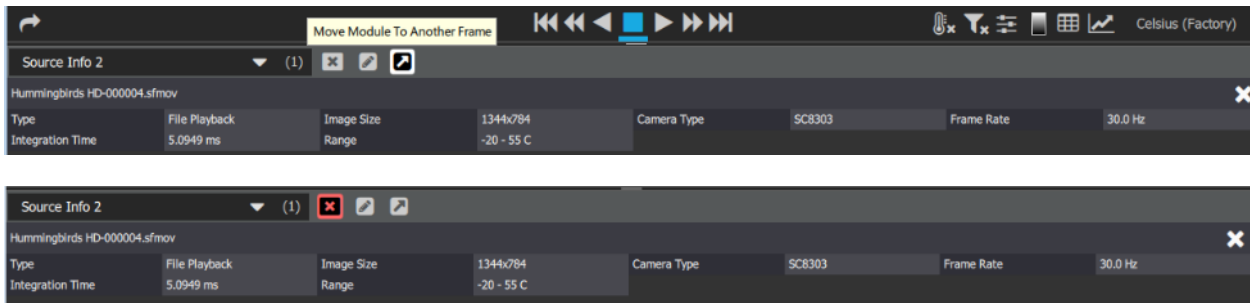 Move Module To Another Frame
Celsius (Factory)
Source Info 2 (1)
Hummingbirds HD-000004.sfmov
Type File Playback Image Size 1344x784 Camera Type SC8303 Frame Rate 30.0 Hz
Integration Time 5.0949 ms Range -20 - 55 C
Source Info 2 (1)
Hummingbirds HD-000004.sfmov
Type File Playback Image Size 1344x784 Camera Type SC8303 Frame Rate 30.0 Hz
Integration Time 5.0949 ms Range -20 - 55 C